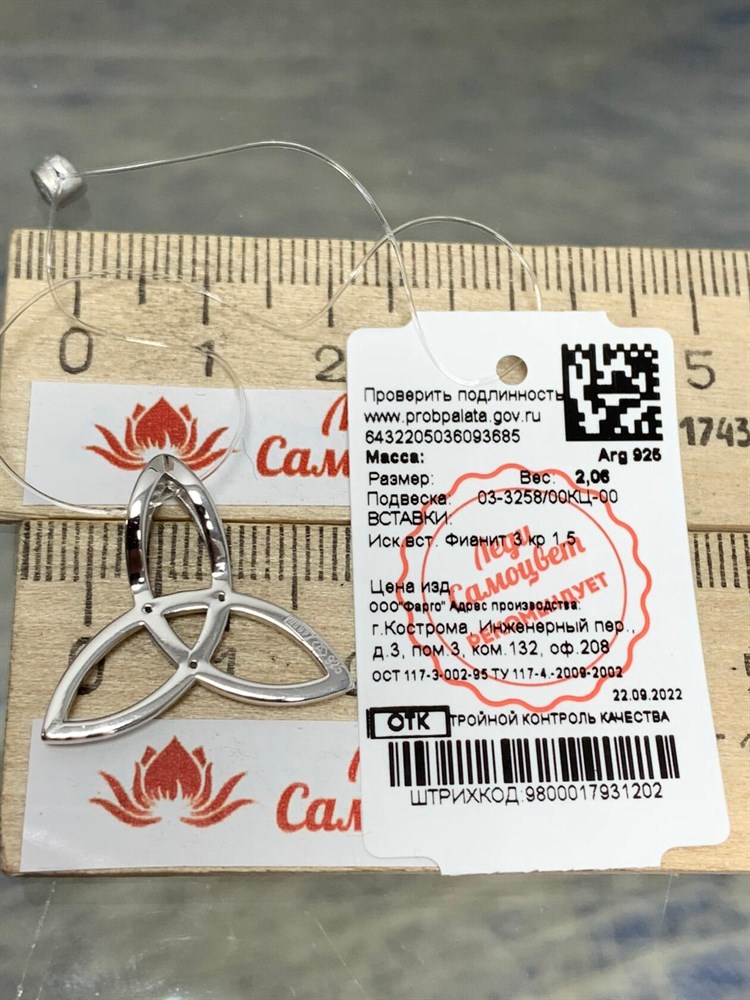 0 1 2
5
1743
Сам
Проверить подлинность
www.probpalata.gov.ru
6432205036093685
Масса: Arg 925
Размер: Вес: 2,06
Подвеска: 03-3258/00КЦ-00
ВСТАВКИ:
Иск.вст. Фианит 3 кр 1,5
Леди
Самоцвет
РЕКОМЕНДУЕТ
Цена изд
ООО"Фарго" Адрес производства:
г.Кострома, Инженерный пер.,
д.3, пом.3, ком.132, оф.208
ОСТ 117-3-002-95 ТУ 117-4.-2009-2002
22.09.2022
ОТК ТРОЙНОЙ КОНТРОЛЬ КАЧЕСТВА
ШТРИХКОД:9800017931202
Сам